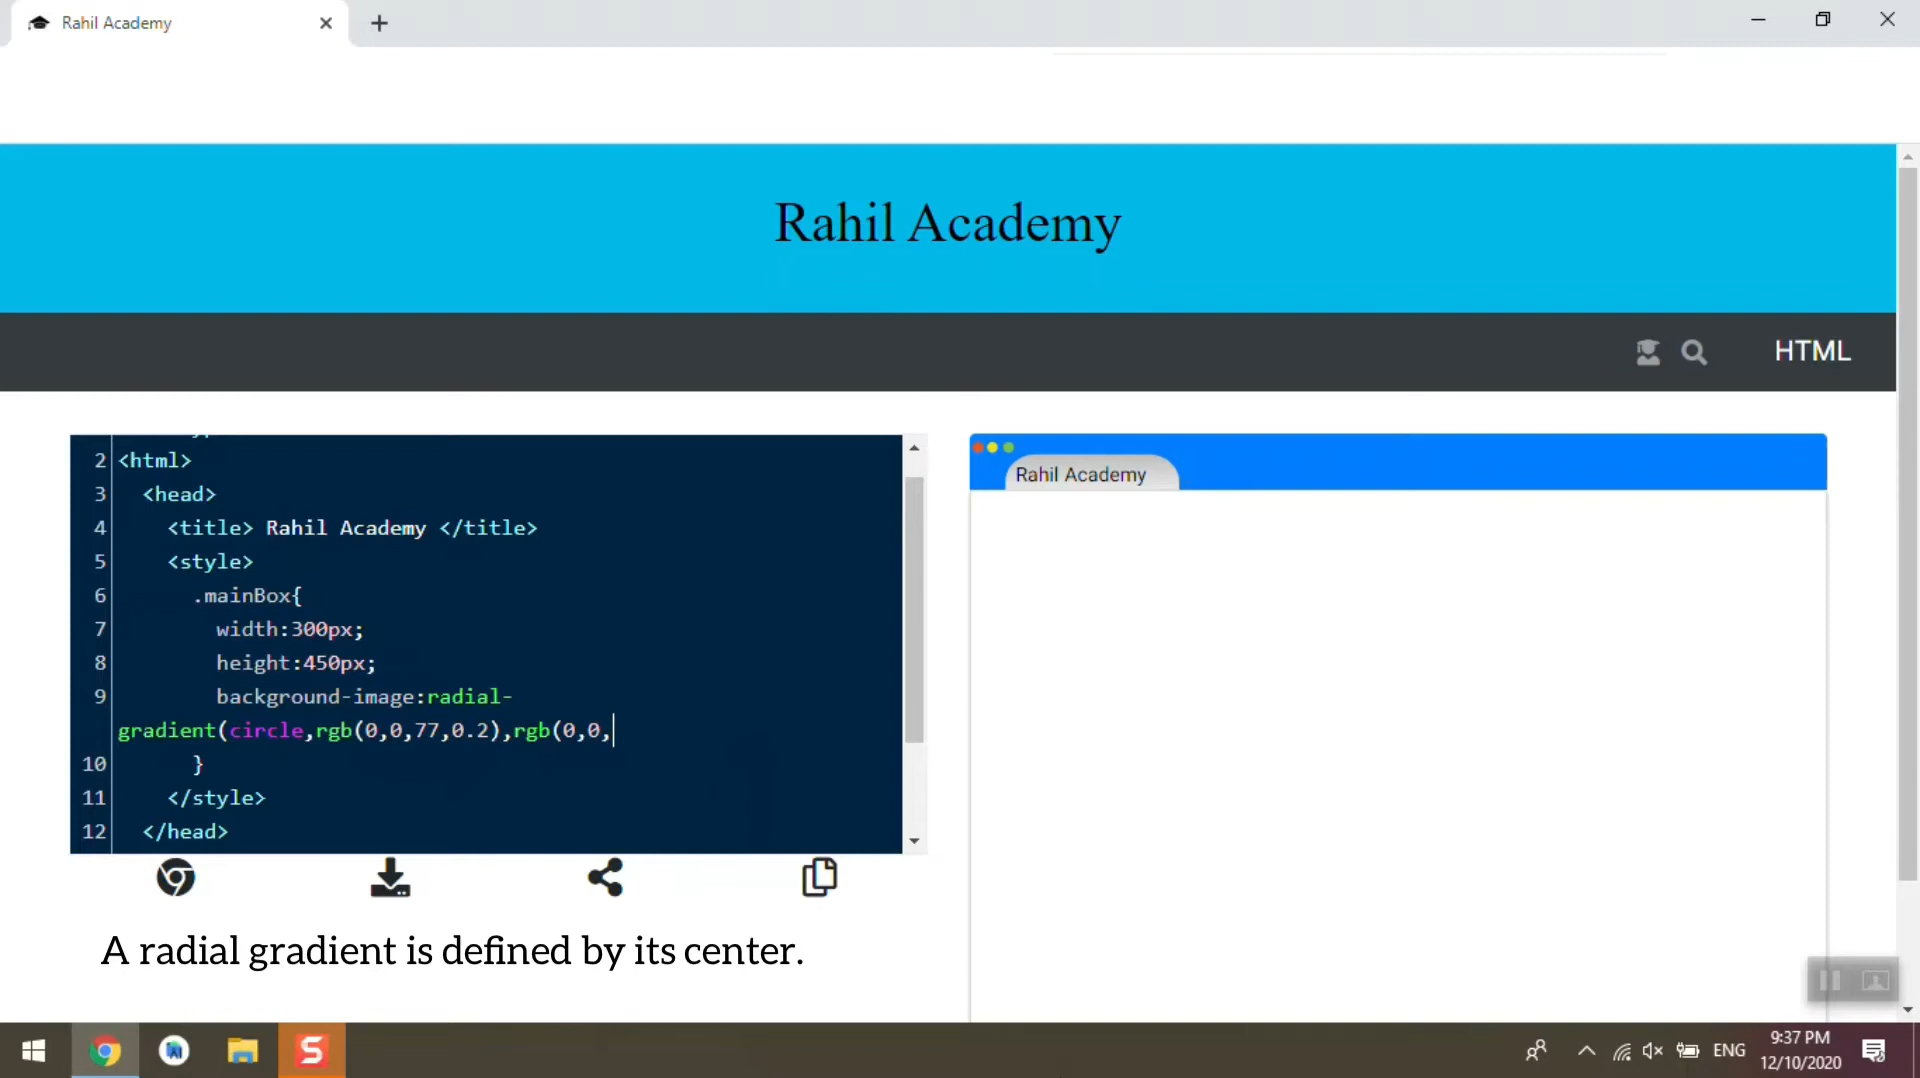 Rahil Academy
Rahil Academy
HTML
2 <html>
3 <head>
4 <title> Rahil Academy </title>
5 <style>
6 .mainBox{
7 width:300px;
8 height:450px;
9 background-image:radial-
gradient(circle,rgb(0,0,77,0.2),rgb(0,0,
10 }
11 </style>
12 </head>
Rahil Academy
A radial gradient is defined by its center.
ENG
9:37 PM
12/10/2020